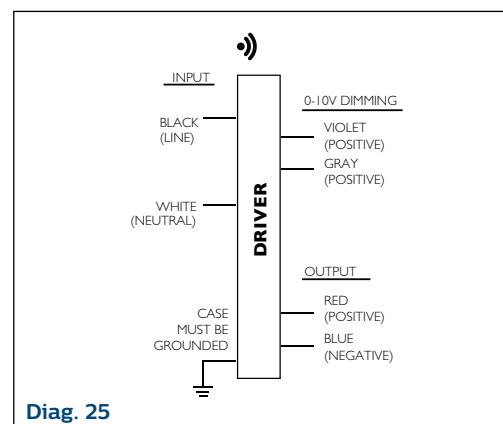 INPUT
BLACK
(LINE)
WHITE
(NEUTRAL)
CASE
MUST BE
GROUNDED
DRIVER
0-10V DIMMING
VIOLET
(POSITIVE)
GRAY
(POSITIVE)
OUTPUT
RED
(POSITIVE)
BLUE
(NEGATIVE)
Diag. 25